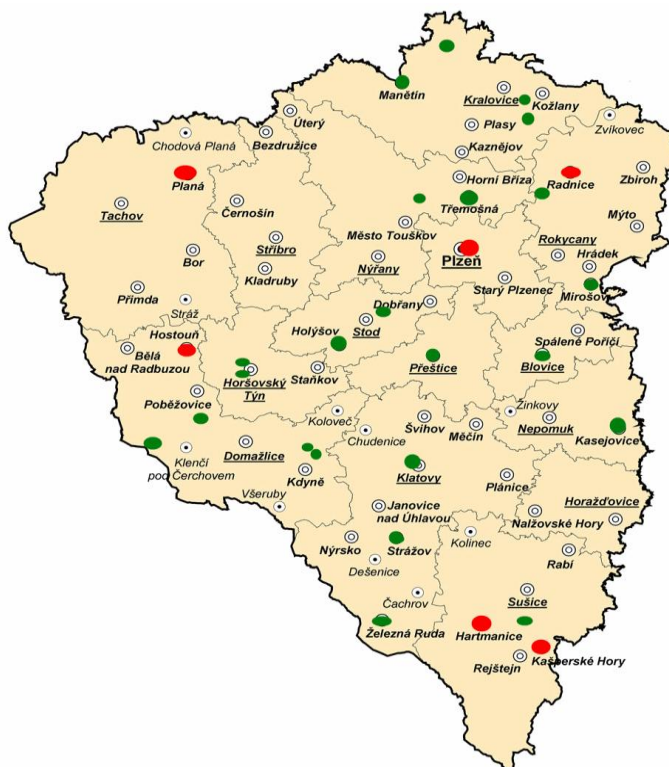 Manětín
Kralovice
Kožlany
Úterý
Plasy
Zvíkovec
Chodová Planá
Bezdružice
Kaznějov
Planá
Horní Bříza
Radnice
Zbiroh
Tachov
Černošín
Třemošná
Město Touškov
Mýto
Stříbro
Plzeň
Rokycany
Bor
Nýřany
Hrádek
Kladruby
Starý Plzenec
Přimda
Mirošov
Stráž
Dobřany
Hostouň
Holýšov
Stod
Spálené Poříčí
Bělá
nad Radbuzou
Staňkov
Přeštice
Blovice
Horšovský
Týn
Poběžovice
Koloveč
Žinkovy
Švihov
Chudenice
Měčín
Nepomuk
Kasejovice
Klenčí
pod Čerchovem
Domažlice
Kdyně
Klatovy
Plánice
Všeruby
Janovice
nad Úhlavou
Horažďovice
Nalžovské Hory
Nýrsko
Strážov
Kolinec
Dešenice
Rabí
Čachrov
Sušice
Železná Ruda
Hartmanice
Rejštejn
Kašperské Hory